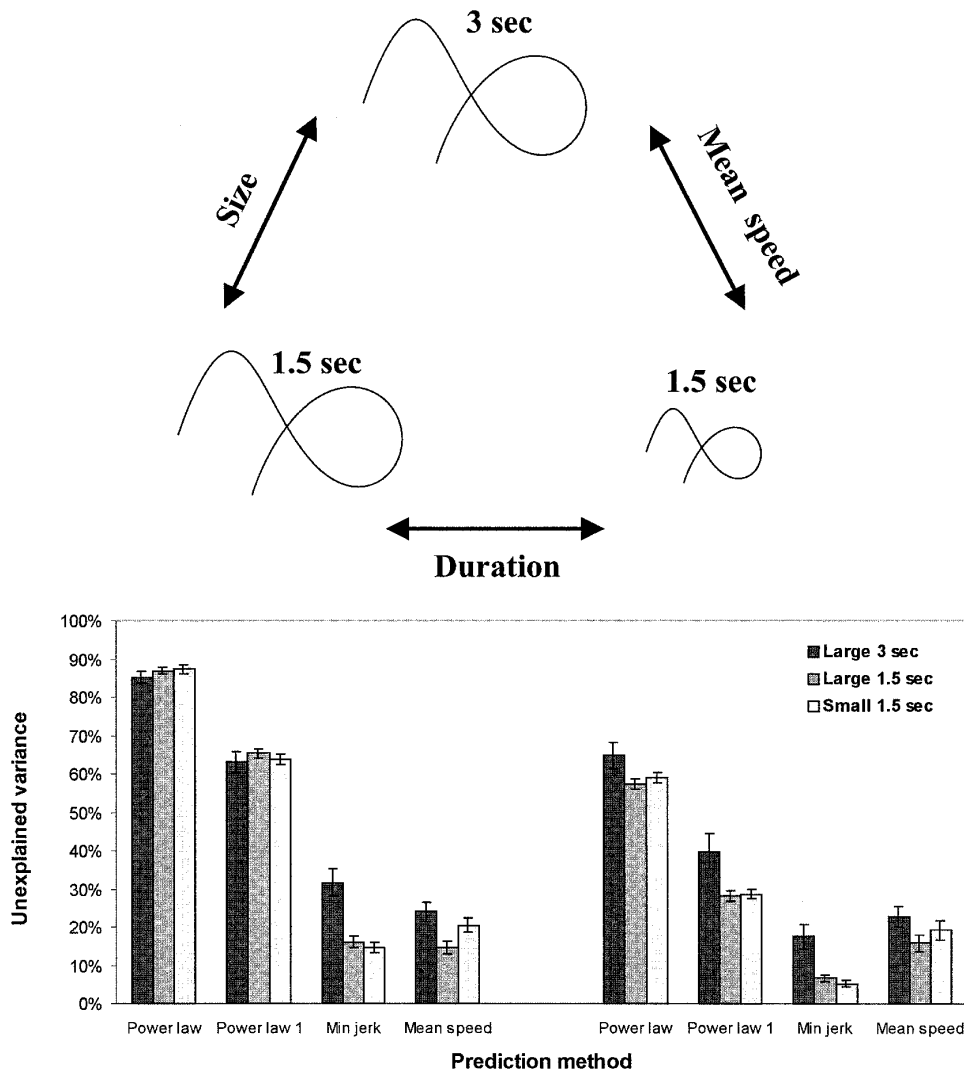 3 sec
Size
Mean speed
1.5 sec
1.5 sec
Duration
100%
90%
80%
70%
60%
50%
40%
30%
20%
10%
0%
Unexplained variance
Large 3 sec
Large 1.5 sec
Small 1.5 sec
Power law Power law 1 Min jerk Mean speed Power law Power law 1 Min jerk Mean speed
Prediction method